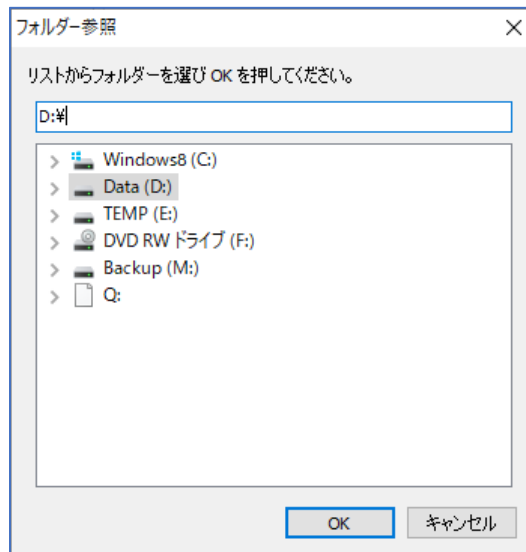 フォルダー参照
リストからフォルダーを選び OK を押してください。
D:¥
Windows8 (C:)
Data (D:)
TEMP (E:)
DVD RW ドライブ (F:)
Backup (M:)
Q:
OK
キャンセル